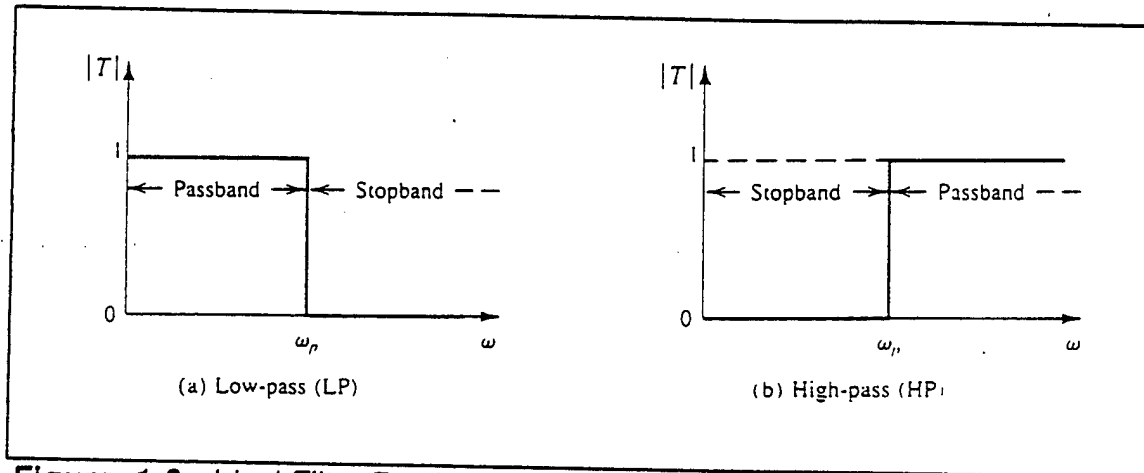 |T|
1
Passband
Stopband
0
ω_p
ω
(a) Low-pass (LP)
|T|
1
Stopband
Passband
0
ω_p
ω
(b) High-pass (HP)